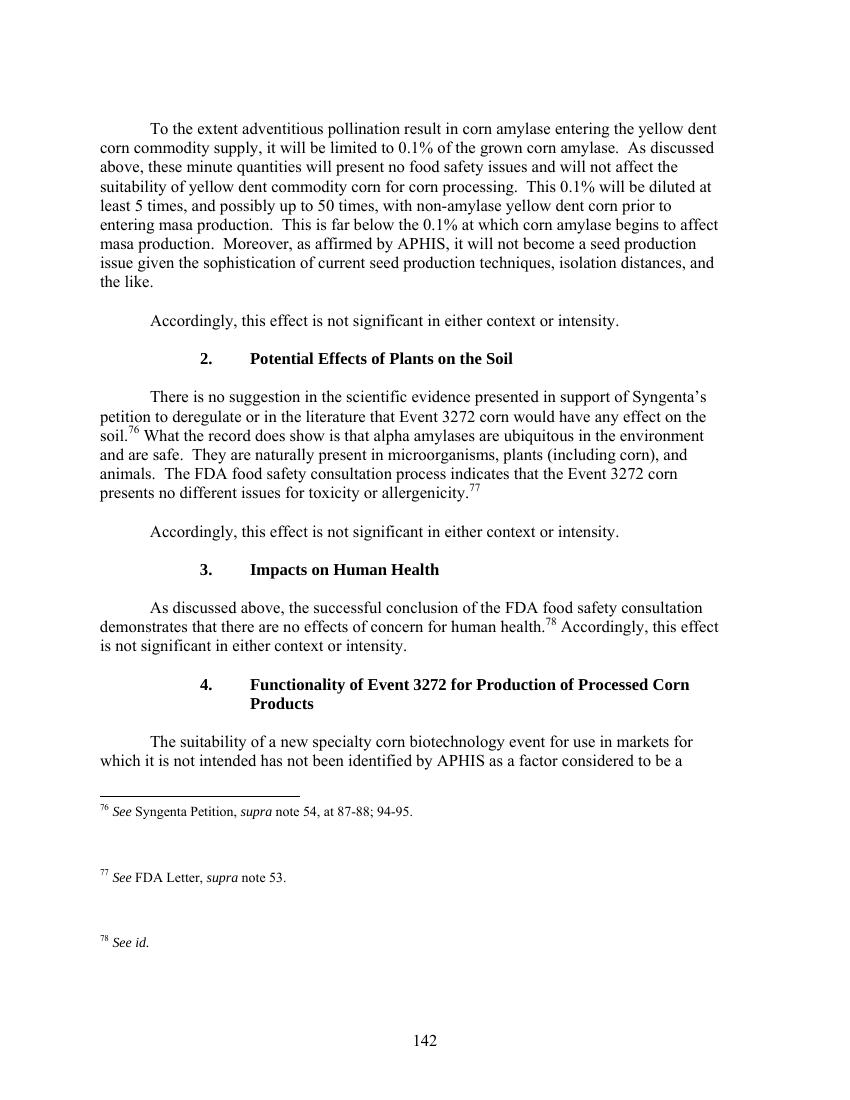 To the extent adventitious pollination result in corn amylase entering the yellow dent
corn commodity supply, it will be limited to 0.1% of the grown corn amylase.  As discussed
above, these minute quantities will present no food safety issues and will not affect the
suitability of yellow dent commodity corn for corn processing.  This 0.1% will be diluted at
least 5 times, and possibly up to 50 times, with non-amylase yellow dent corn prior to
entering masa production.  This is far below the 0.1% at which corn amylase begins to affect
masa production.  Moreover, as affirmed by APHIS, it will not become a seed production
issue given the sophistication of current seed production techniques, isolation distances, and
the like.
Accordingly, this effect is not significant in either context or intensity.
2. Potential Effects of Plants on the Soil
There is no suggestion in the scientific evidence presented in support of Syngenta’s
petition to deregulate or in the literature that Event 3272 corn would have any effect on the
soil.76 What the record does show is that alpha amylases are ubiquitous in the environment
and are safe.  They are naturally present in microorganisms, plants (including corn), and
animals.  The FDA food safety consultation process indicates that the Event 3272 corn
presents no different issues for toxicity or allergenicity.77
Accordingly, this effect is not significant in either context or intensity.
3. Impacts on Human Health
As discussed above, the successful conclusion of the FDA food safety consultation
demonstrates that there are no effects of concern for human health.78 Accordingly, this effect
is not significant in either context or intensity.
4. Functionality of Event 3272 for Production of Processed Corn
Products
The suitability of a new specialty corn biotechnology event for use in markets for
which it is not intended has not been identified by APHIS as a factor considered to be a
76 See Syngenta Petition, supra note 54, at 87-88; 94-95.
77 See FDA Letter, supra note 53.
78 See id.
142